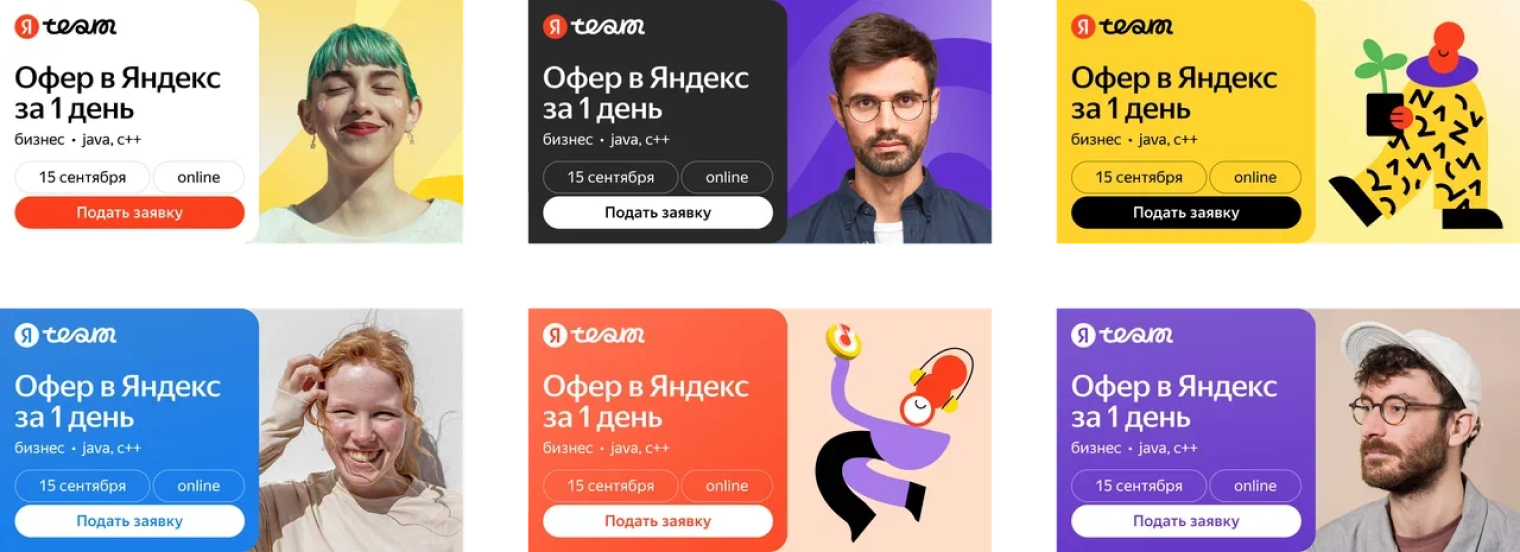 Я team
Офер в Яндекс
за 1 день
бизнес • java, c++
15 сентября online
Подать заявку
Я team
Офер в Яндекс
за 1 день
бизнес • java, c++
15 сентября online
Подать заявку
Я team
Офер в Яндекс
за 1 день
бизнес • java, c++
15 сентября online
Подать заявку
Я team
Офер в Яндекс
за 1 день
бизнес • java, c++
15 сентября online
Подать заявку
Я team
Офер в Яндекс
за 1 день
бизнес • java, c++
15 сентября online
Подать заявку
Я team
Офер в Яндекс
за 1 день
бизнес • java, c++
15 сентября online
Подать заявку